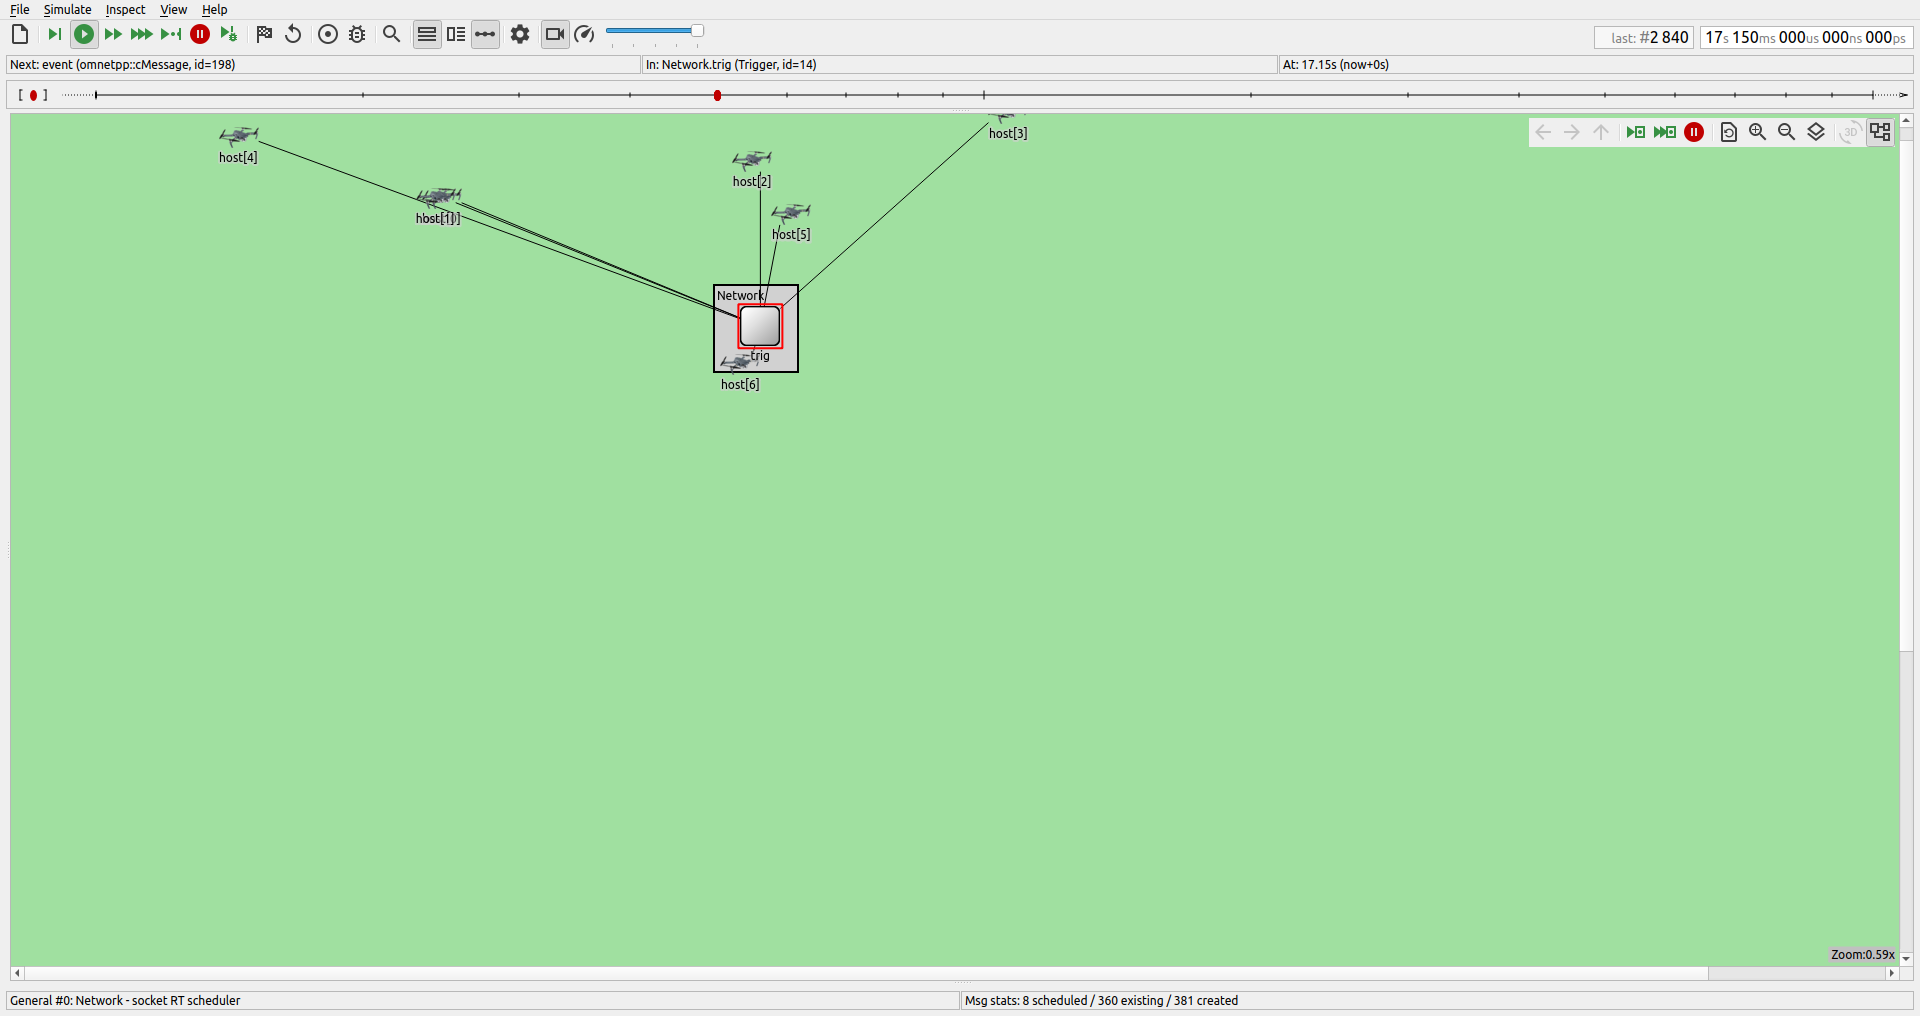 File Simulate Inspect View Help
last: #2 840
17s 150ms 000us 000ns 000ps
Next: event (omnetpp::cMessage, id=198)
In: Network.trig (Trigger, id=14)
At: 17.15s (now+0s)
[ ]
host[3]
3D
host[4]
host[2]
host[1]
host[5]
Network
trig
host[6]
Zoom:0.59x
General #0: Network - socket RT scheduler
Msg stats: 8 scheduled / 360 existing / 381 created